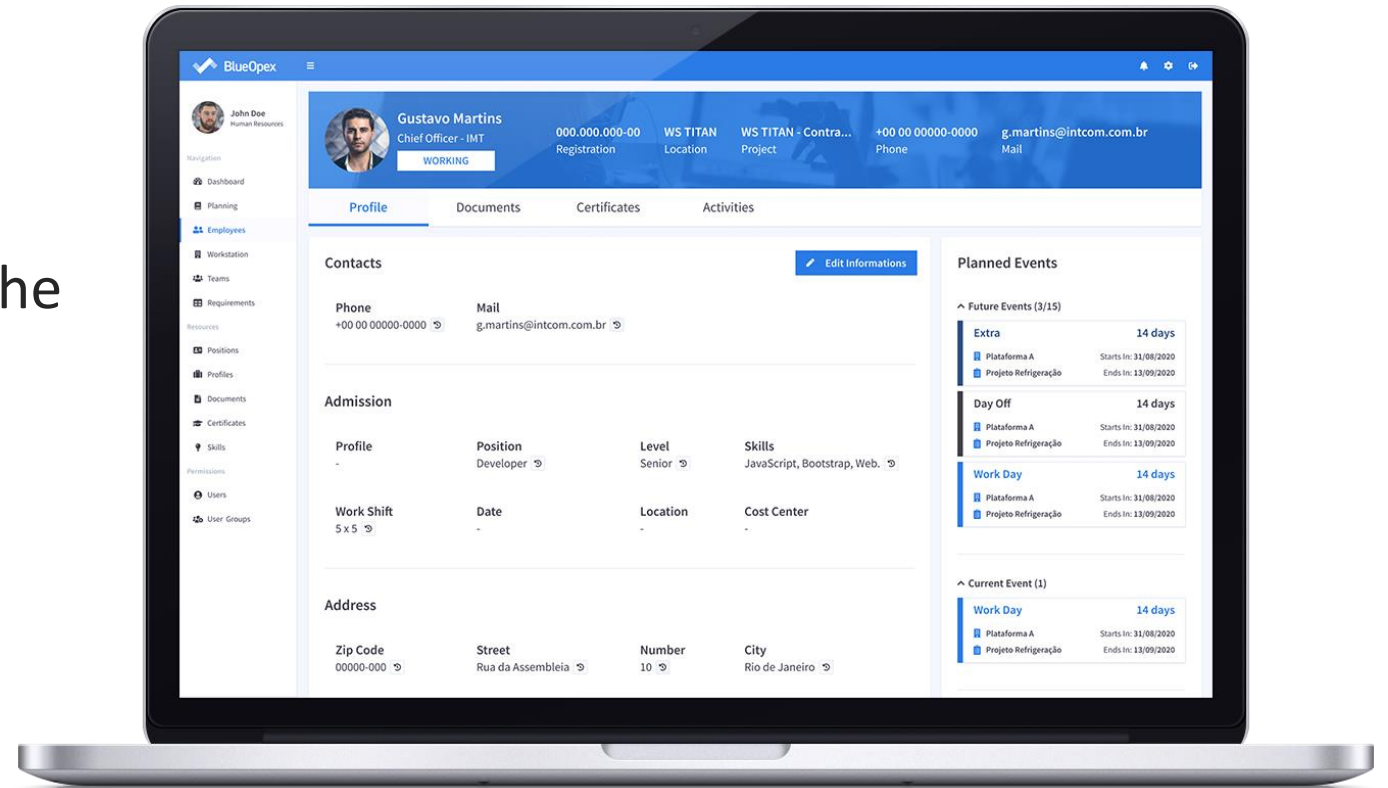 he
BlueOpex
John Doe
Human Resources
Navigation
Dashboard
Planning
Employees
Workstation
Teams
Requirements
Resources
Positions
Profiles
Documents
Certificates
Skills
Permissions
Users
User Groups
Gustavo Martins
Chief Officer - IMT
WORKING
000.000.000-00 WS TITAN WS TITAN - Contra... +00 00 00000-0000 g.martins@intcom.com.br
Registration Location Project Phone Mail
Profile Documents Certificates Activities
Contacts
Edit Informations
Phone Mail
+00 00 00000-0000 g.martins@intcom.com.br
Admission
Profile Position Level Skills
- Developer Senior JavaScript, Bootstrap, Web.
Work Shift Date Location Cost Center
5 x 5 - - -
Address
Zip Code Street Number City
00000-000 Rua da Assembleia 10 Rio de Janeiro
Planned Events
Future Events (3/15)
Extra 14 days
Plataforma A Starts In: 31/08/2020
Projeto Refrigeração Ends In: 13/09/2020
Day Off 14 days
Plataforma A Starts In: 31/08/2020
Projeto Refrigeração Ends In: 13/09/2020
Work Day 14 days
Plataforma A Starts In: 31/08/2020
Projeto Refrigeração Ends In: 13/09/2020
Current Event (1)
Work Day 14 days
Plataforma A Starts In: 31/08/2020
Projeto Refrigeração Ends In: 13/09/2020